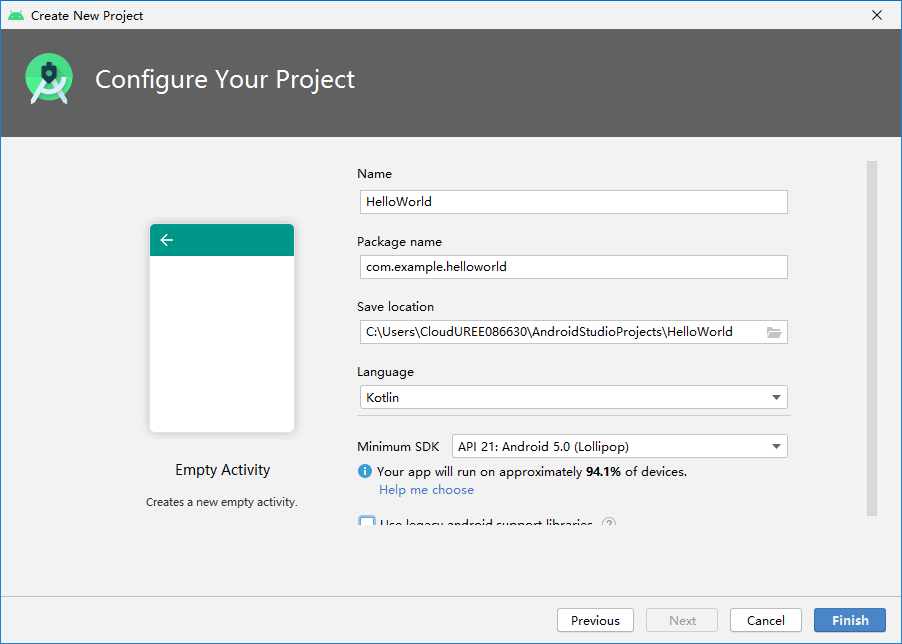 Create New Project
Configure Your Project
Name
HelloWorld
Package name
com.example.helloworld
Save location
C:\Users\CloudUREE086630\AndroidStudioProjects\HelloWorld
Language
Kotlin
Minimum SDK API 21: Android 5.0 (Lollipop)
i Your app will run on approximately 94.1% of devices.
Help me choose
Use legacy android.support libraries ?
Empty Activity
Creates a new empty activity.
Previous Next Cancel Finish